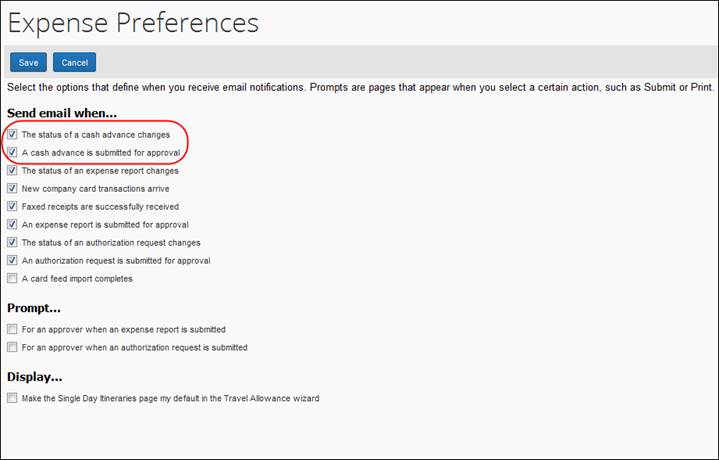 Expense Preferences
Save Cancel
Select the options that define when you receive email notifications. Prompts are pages that appear when you select a certain action, such as Submit or Print.
Send email when...
The status of a cash advance changes
A cash advance is submitted for approval
The status of an expense report changes
New company card transactions arrive
Faxed receipts are successfully received
An expense report is submitted for approval
The status of an authorization request changes
An authorization request is submitted for approval
A card feed import completes
Prompt...
For an approver when an expense report is submitted
For an approver when an authorization request is submitted
Display...
Make the Single Day Itineraries page my default in the Travel Allowance wizard